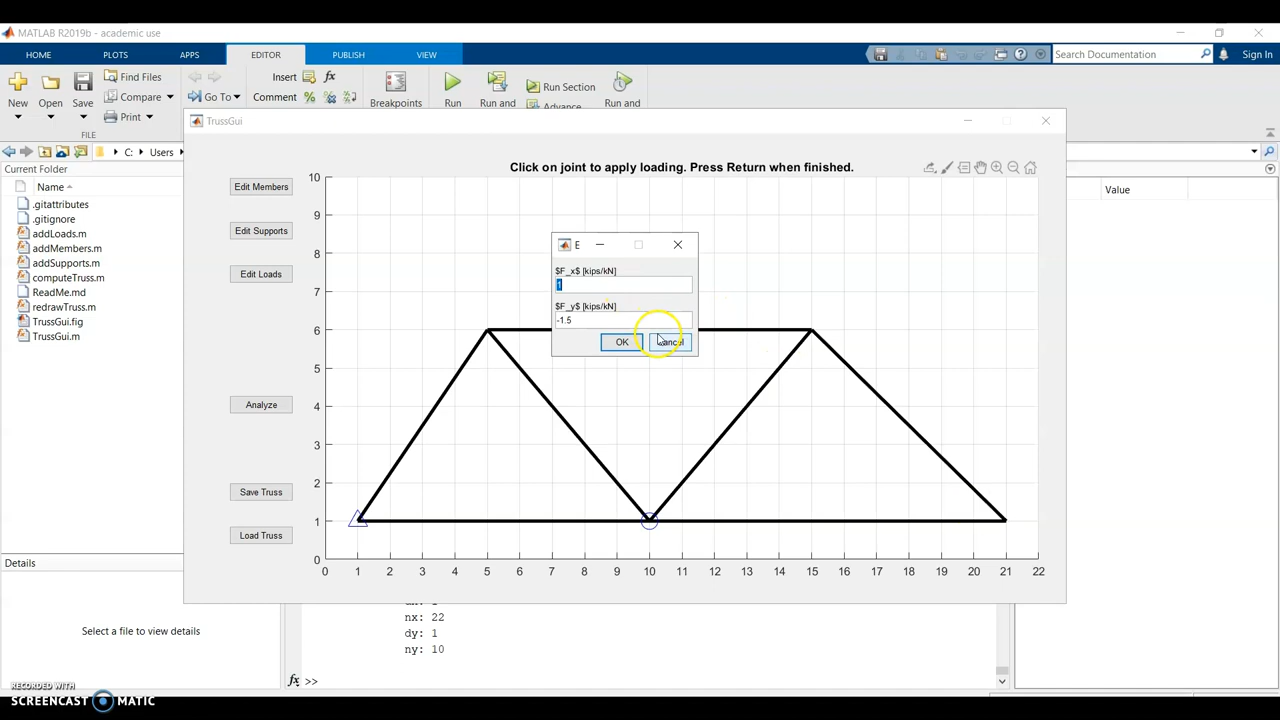 MATLAB R2019b - academic use
HOME PLOTS APPS EDITOR PUBLISH VIEW Search Documentation Sign In
New Open Save Find Files Compare Print Go To Insert fx Comment % Breakpoints Run Run and Advance Run Section Run and
FILE
C: Users
Current Folder
Name
.gitattributes
.gitignore
addLoads.m
addMembers.m
addSupports.m
computeTruss.m
ReadMe.md
redrawTruss.m
TrussGui.fig
TrussGui.m
Details
Select a file to view details
TrussGui
Click on joint to apply loading. Press Return when finished.
Edit Members
Edit Supports
Edit Loads
Analyze
Save Truss
Load Truss
10
9
8
7
6
5
4
3
2
1
0
0 1 2 3 4 5 6 7 8 9 10 11 12 13 14 15 16 17 18 19 20 21 22
E
$F_x$ [kips/kN]
1
$F_y$ [kips/kN]
-1.5
OK Cancel
Value
nx: 22
dy: 1
ny: 10
fx >>
RECORDED WITH
SCREENCAST MATIC